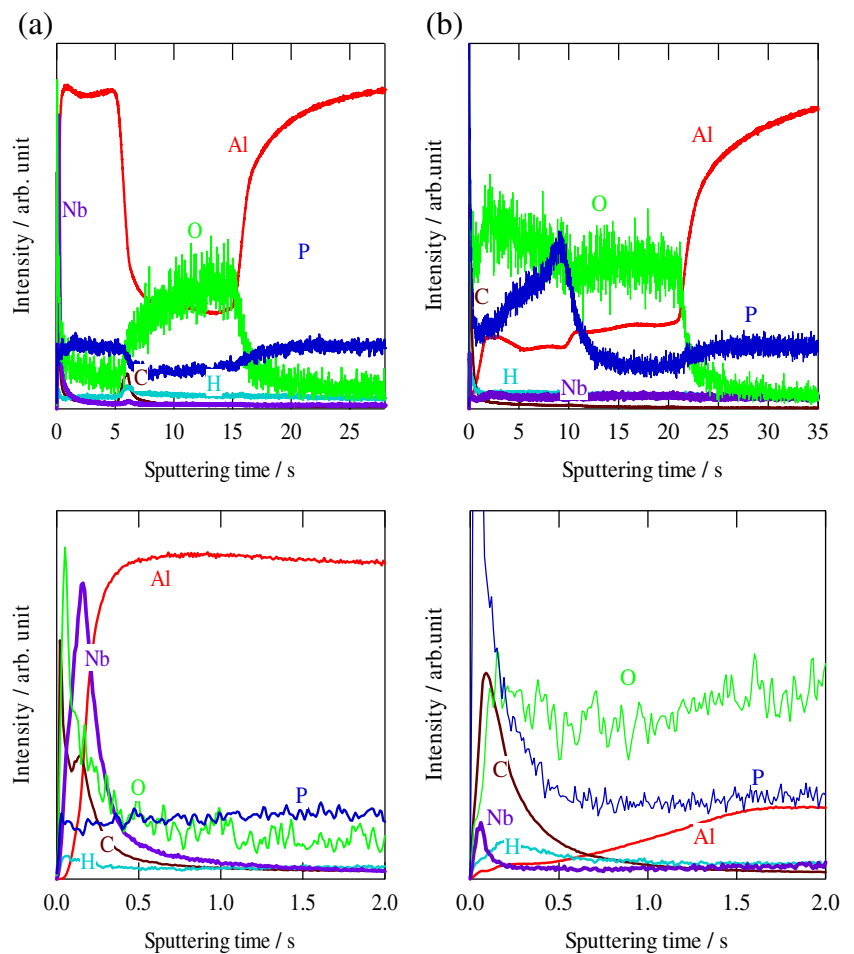 (a)
(b)
Intensity / arb. unit
Nb
O
Al
P
C
H
0 5 10 15 20 25
Sputtering time / s
Intensity / arb.unit
C
O
Al
P
H
Nb
0 5 10 15 20 25 30 35
Sputtering time / s
Intensity / arb. unit
Al
Nb
O
P
C
H
0.0 0.5 1.0 1.5 2.0
Sputtering time / s
Intensity / arb.unit
O
C
P
Nb
H
Al
0.0 0.5 1.0 1.5 2.0
Sputtering time / s